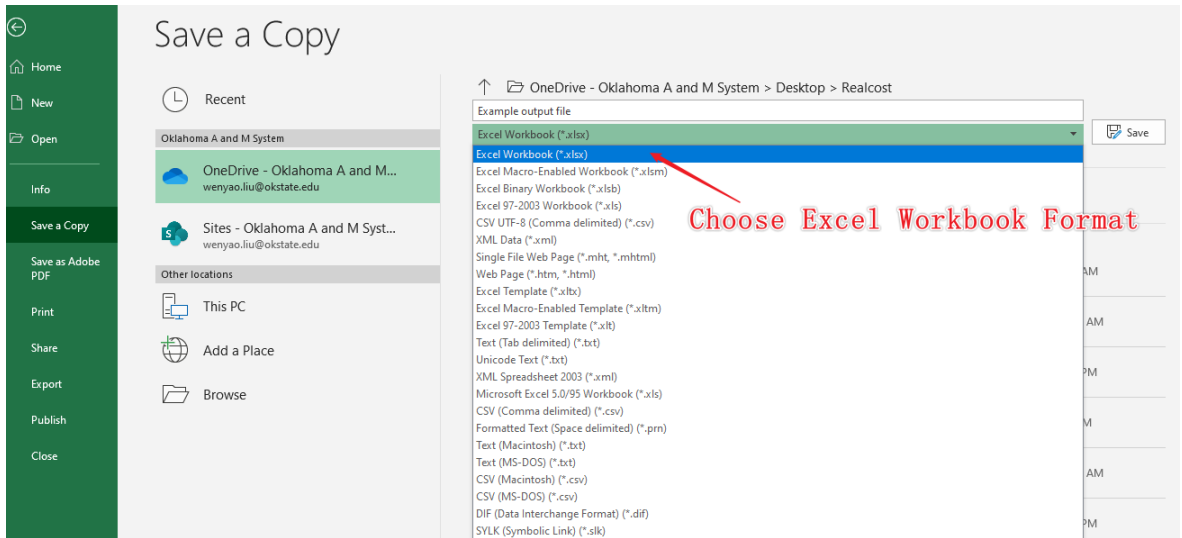 Save a Copy
Home
New
Open
Info
Save a Copy
Save as Adobe
PDF
Print
Share
Export
Publish
Close
Recent
Oklahoma A and M System
OneDrive - Oklahoma A and M...
wenyao.liu@okstate.edu
S
Sites - Oklahoma A and M Syst...
wenyao.liu@okstate.edu
Other locations
This PC
Add a Place
Browse
OneDrive - Oklahoma A and M System > Desktop > Realcost
Example output file
Excel Workbook (*.xlsx)
Save
Excel Workbook (*.xlsx)
Excel Macro-Enabled Workbook (*.xlsm)
Excel Binary Workbook (*.xlsb)
Excel 97-2003 Workbook (*.xls)
CSV UTF-8 (Comma delimited) (*.csv)
XML Data (*.xml)
Single File Web Page (*.mht, *.mhtml)
Web Page (*.htm, *.html)
Excel Template (*.xltx)
Excel Macro-Enabled Template (*.xltm)
Excel 97-2003 Template (*.xlt)
Text (Tab delimited) (*.txt)
Unicode Text (*.txt)
XML Spreadsheet 2003 (*.xml)
Microsoft Excel 5.0/95 Workbook (*.xls)
CSV (Comma delimited) (*.csv)
Formatted Text (Space delimited) (*.prn)
Text (Macintosh) (*.txt)
Text (MS-DOS) (*.txt)
CSV (Macintosh) (*.csv)
CSV (MS-DOS) (*.csv)
DIF (Data Interchange Format) (*.dif)
SYLK (Symbolic Link) (*.slk)
Choose Excel Workbook Format
AM
AM
PM
M
AM
PM